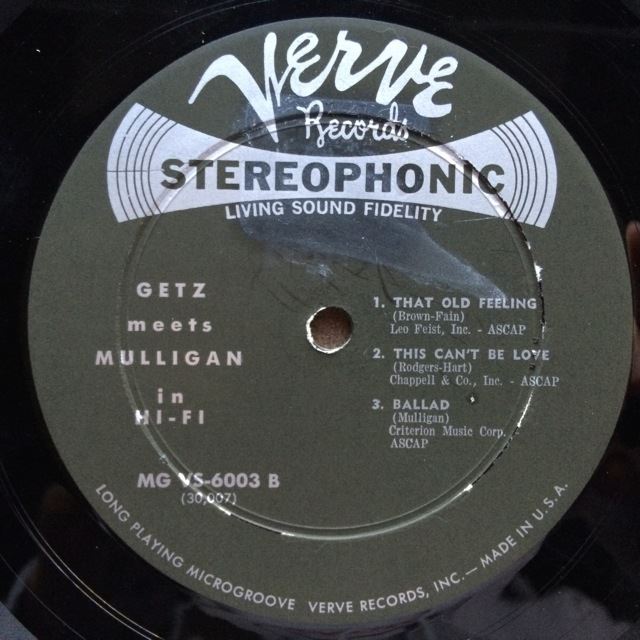 Verve
Records
STEREOPHONIC
LIVING SOUND FIDELITY
GETZ
meets
MULLIGAN
in
HI-FI
1. THAT OLD FEELING
(Brown-Fain)
Leo Feist, Inc. - ASCAP
2. THIS CAN'T BE LOVE
(Rodgers-Hart)
Chappell & Co., Inc. - ASCAP
3. BALLAD
(Mulligan)
Criterion Music Corp.
ASCAP
MG VS-6003 B
(30,007)
LONG PLAYING MICROGROOVE VERVE RECORDS, INC.— MADE IN U.S.A.